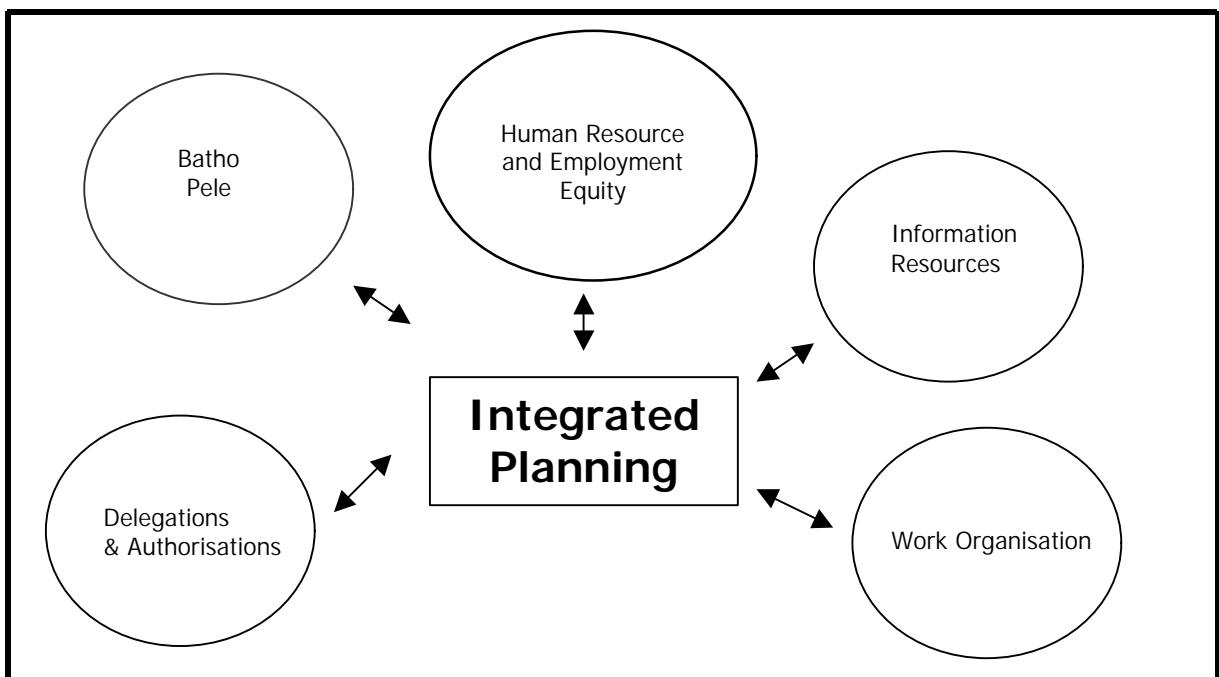 Batho
Pele
Human Resource
and Employment
Equity
Information
Resources
Integrated
Planning
Delegations
& Authorisations
Work Organisation